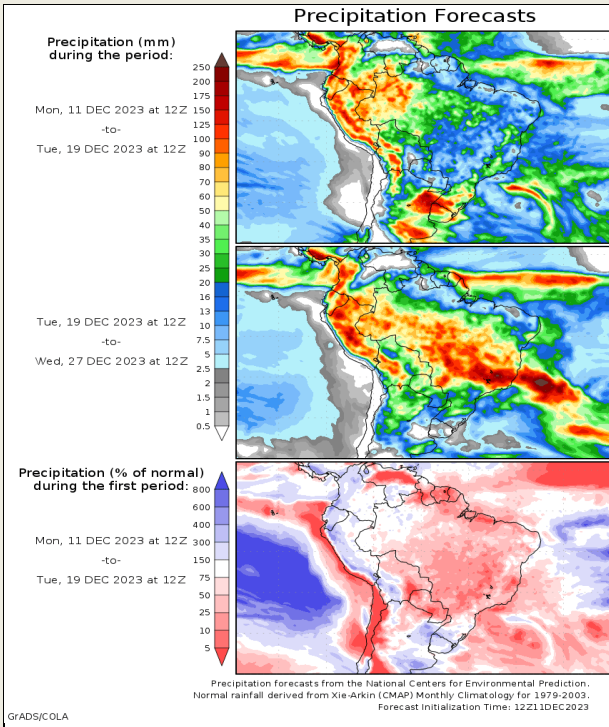 Precipitation Forecasts
Precipitation (mm)
during the period:
Mon, 11 DEC 2023 at 12Z
-to-
Tue, 19 DEC 2023 at 12Z
250
200
175
150
125
100
90
80
70
60
50
40
35
30
25
20
16
13
10
7.5
5
2.5
2
1.5
1
0.5
Tue, 19 DEC 2023 at 12Z
-to-
Wed, 27 DEC 2023 at 12Z
Precipitation (% of normal)
during the first period:
Mon, 11 DEC 2023 at 12Z
-to-
Tue, 19 DEC 2023 at 12Z
800
600
400
300
150
75
50
25
10
5
Precipitation forecasts from the National Centers for Environmental Prediction.
Normal rainfall derived from Xie-Arkin (CMAP) Monthly Climatology for 1979-2003.
Forecast Initialization Time: 12Z11DEC2023
GrADS/COLA